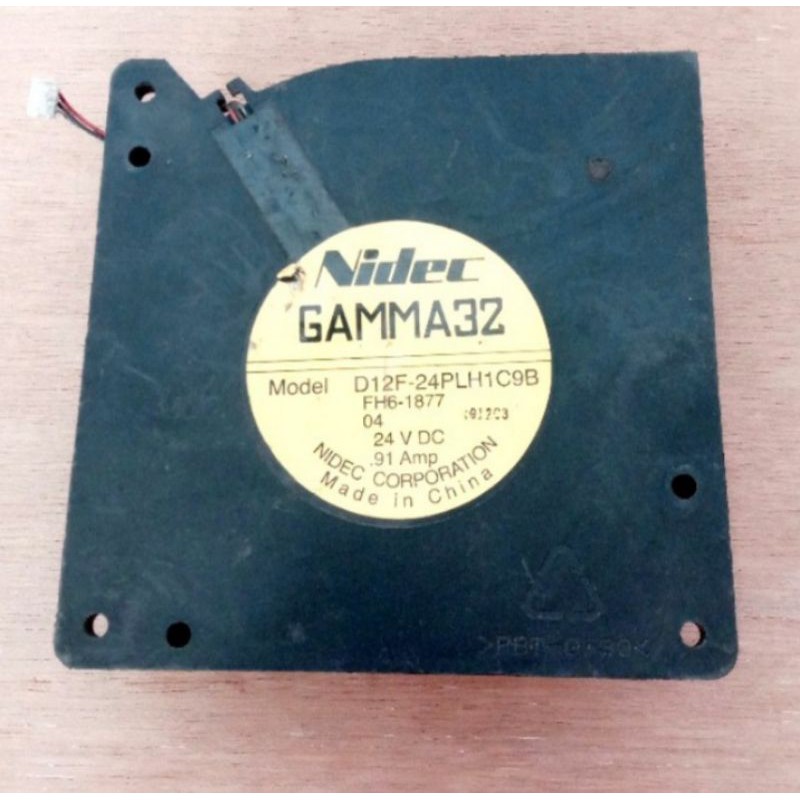 Nidec
GAMMA32
Model D12F-24PLH1C9B
FH6-1877
04
24 V DC
.91 Amp
NIDEC CORPORATION
Made in China